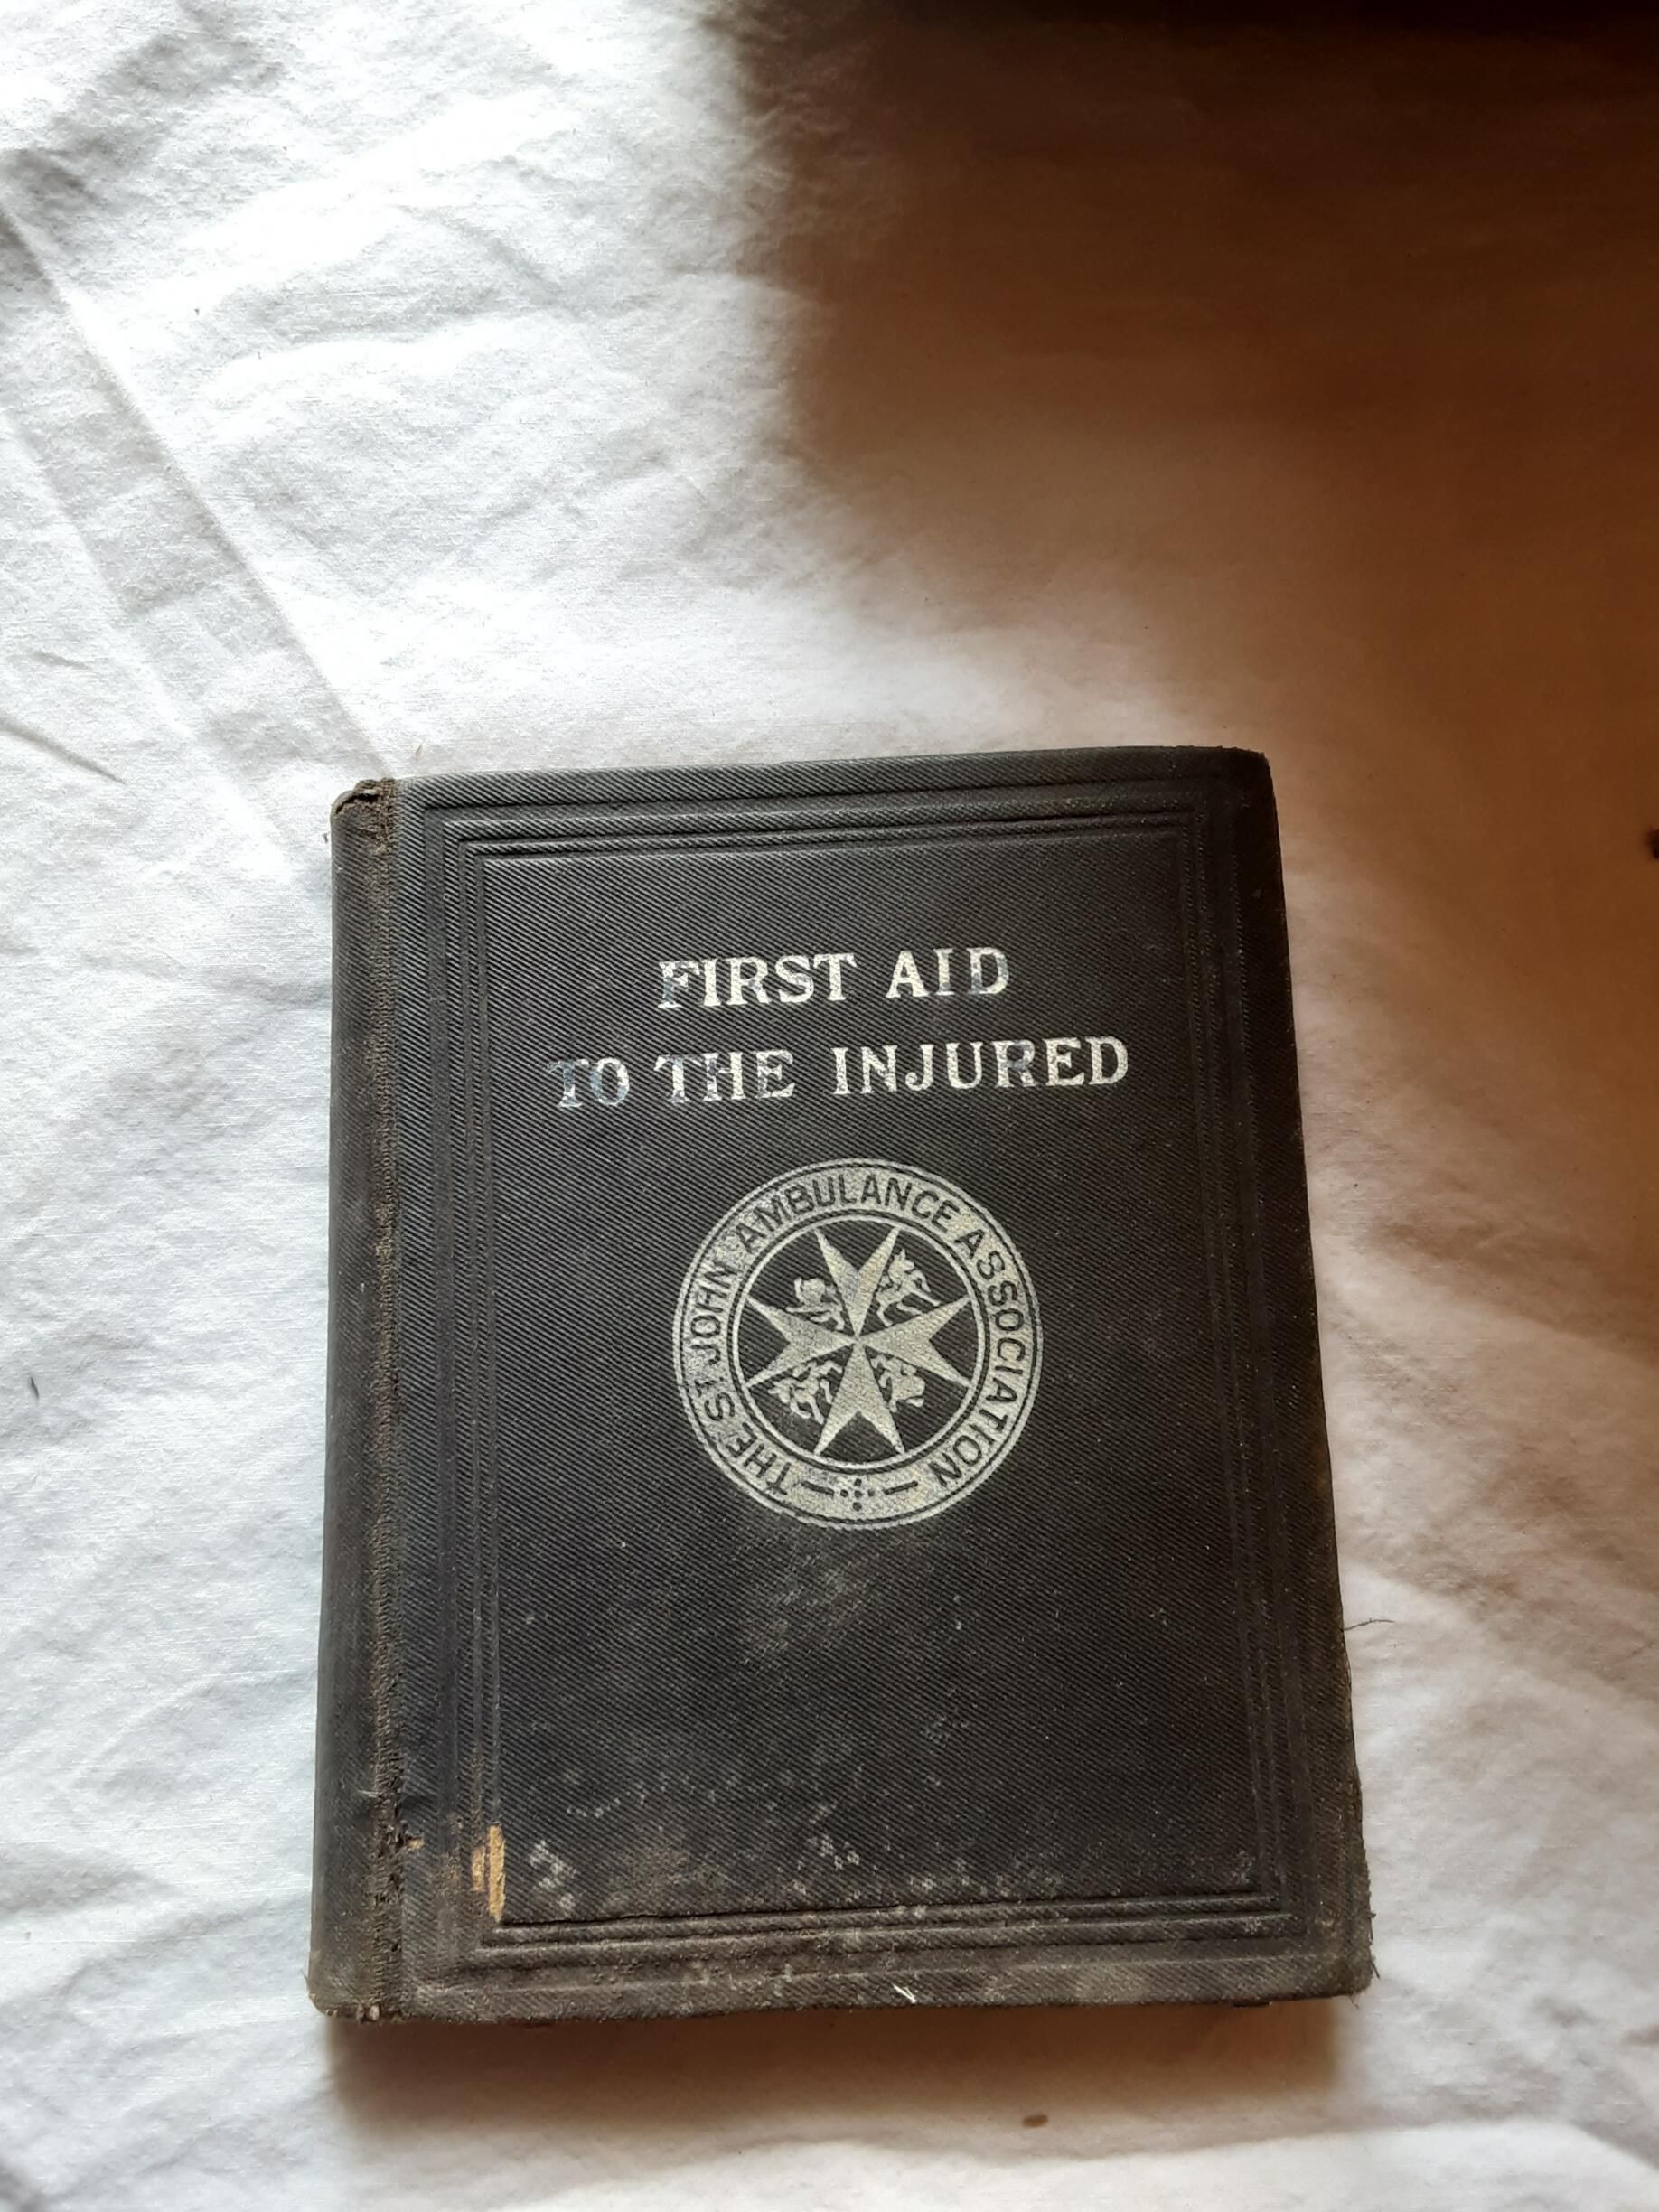 FIRST AID
TO THE INJURED
THE ST JOHN AMBULANCE ASSOCIATION